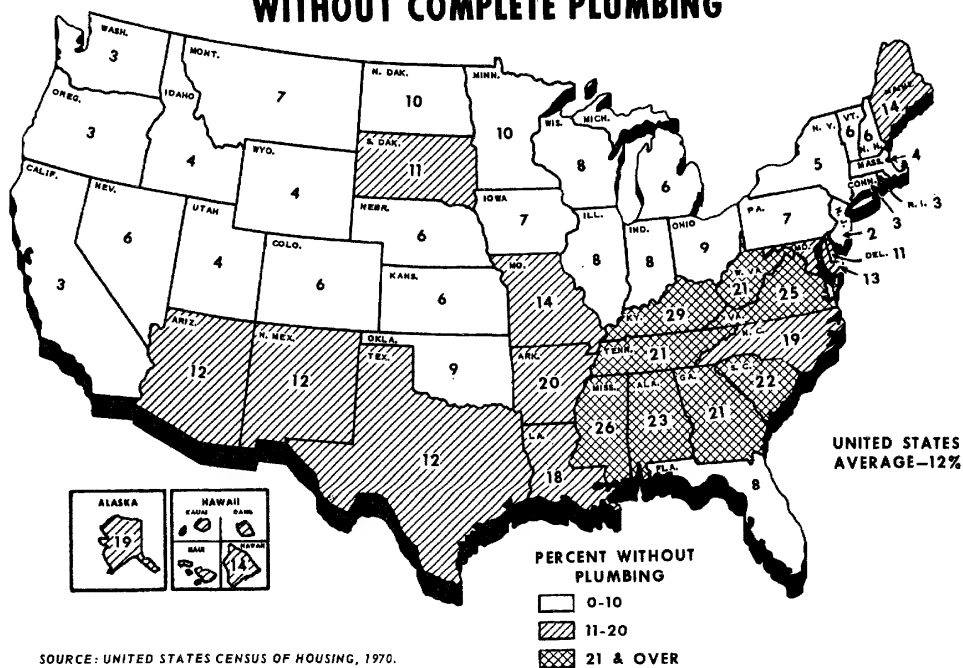 WITHOUT COMPLETE PLUMBING
WASH.
3
OREG.
3
CALIF.
3
NEV.
6
IDAHO
4
MONT.
7
WYO.
4
UTAH
4
COLO.
6
ARIZ.
12
N. MEX.
12
N. DAK.
10
S. DAK.
11
NEBR.
6
KANS.
6
OKLA.
9
TEX.
12
MINN.
10
IOWA
7
MO.
14
ARK.
20
LA.
18
WIS.
8
MICH.
6
ILL.
8
IND.
8
OHIO
9
KY.
29
TENN.
21
MISS.
26
ALA.
23
GA.
21
FLA.
8
S. C.
22
N. C.
19
VA.
25
W. VA.
21
MD.
13
DEL. 11
PA.
7
N. J.
2
N. Y.
5
CONN.
3
R. I. 3
MASS.
4
VT.
6
N. H.
6
MAINE
14
UNITED STATES
AVERAGE—12%
ALASKA
19
HAWAII
KAUAI
OAHU
MAUI
HAWAII
14
PERCENT WITHOUT
PLUMBING
0-10
11-20
21 & OVER
SOURCE: UNITED STATES CENSUS OF HOUSING, 1970.